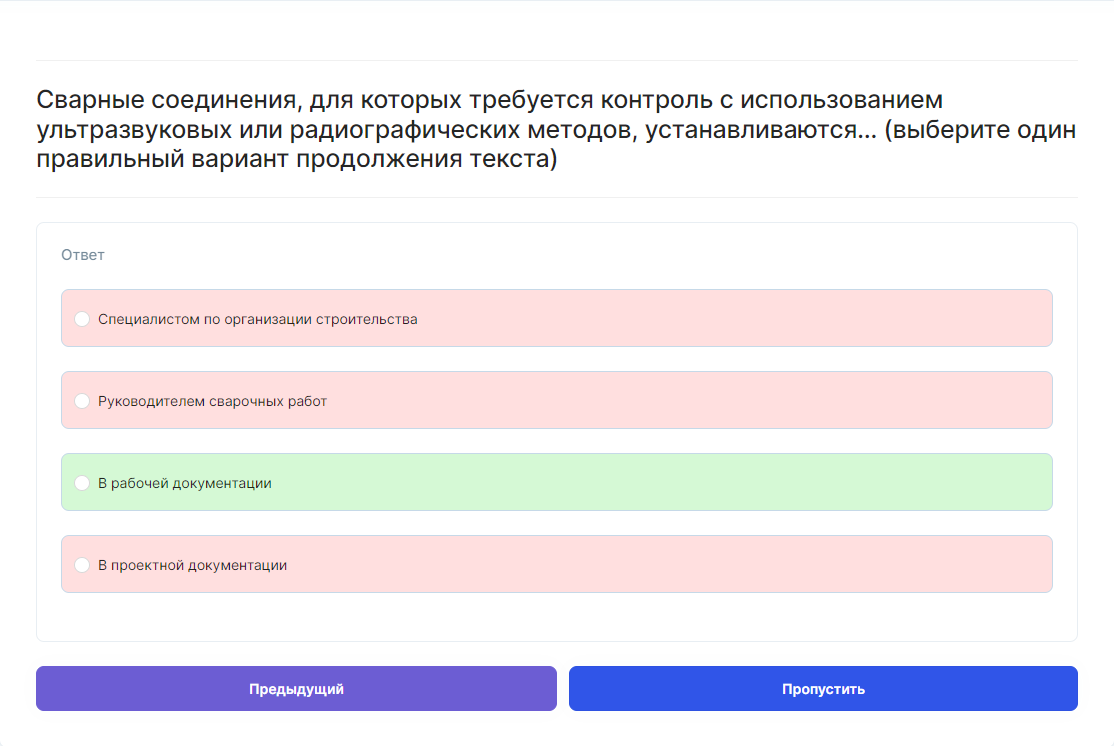 Сварные соединения, для которых требуется контроль с использованием
ультразвуковых или радиографических методов, устанавливаются... (выберите один
правильный вариант продолжения текста)
Ответ
Специалистом по организации строительства
Руководителем сварочных работ
В рабочей документации
В проектной документации
Предыдущий
Пропустить